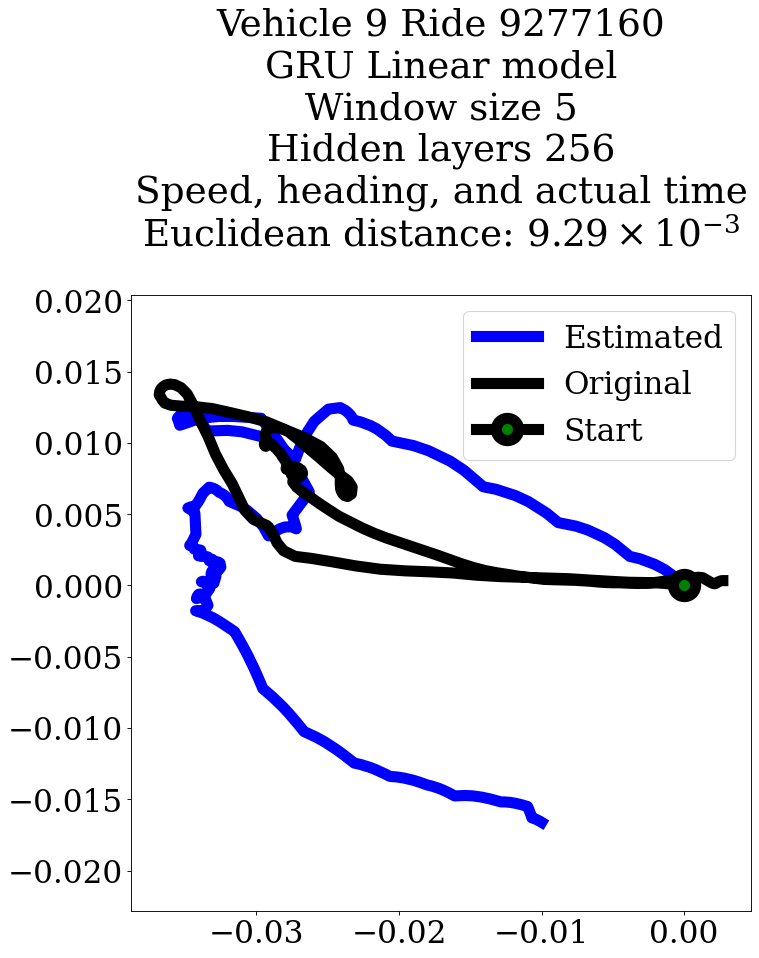 Vehicle 9 Ride 9277160
GRU Linear model
Window size 5
Hidden layers 256
Speed, heading, and actual time
Euclidean distance: 9.29 × 10⁻³
Estimated
Original
Start
0.020
0.015
0.010
0.005
0.000
−0.005
−0.010
−0.015
−0.020
−0.03 −0.02 −0.01 0.00